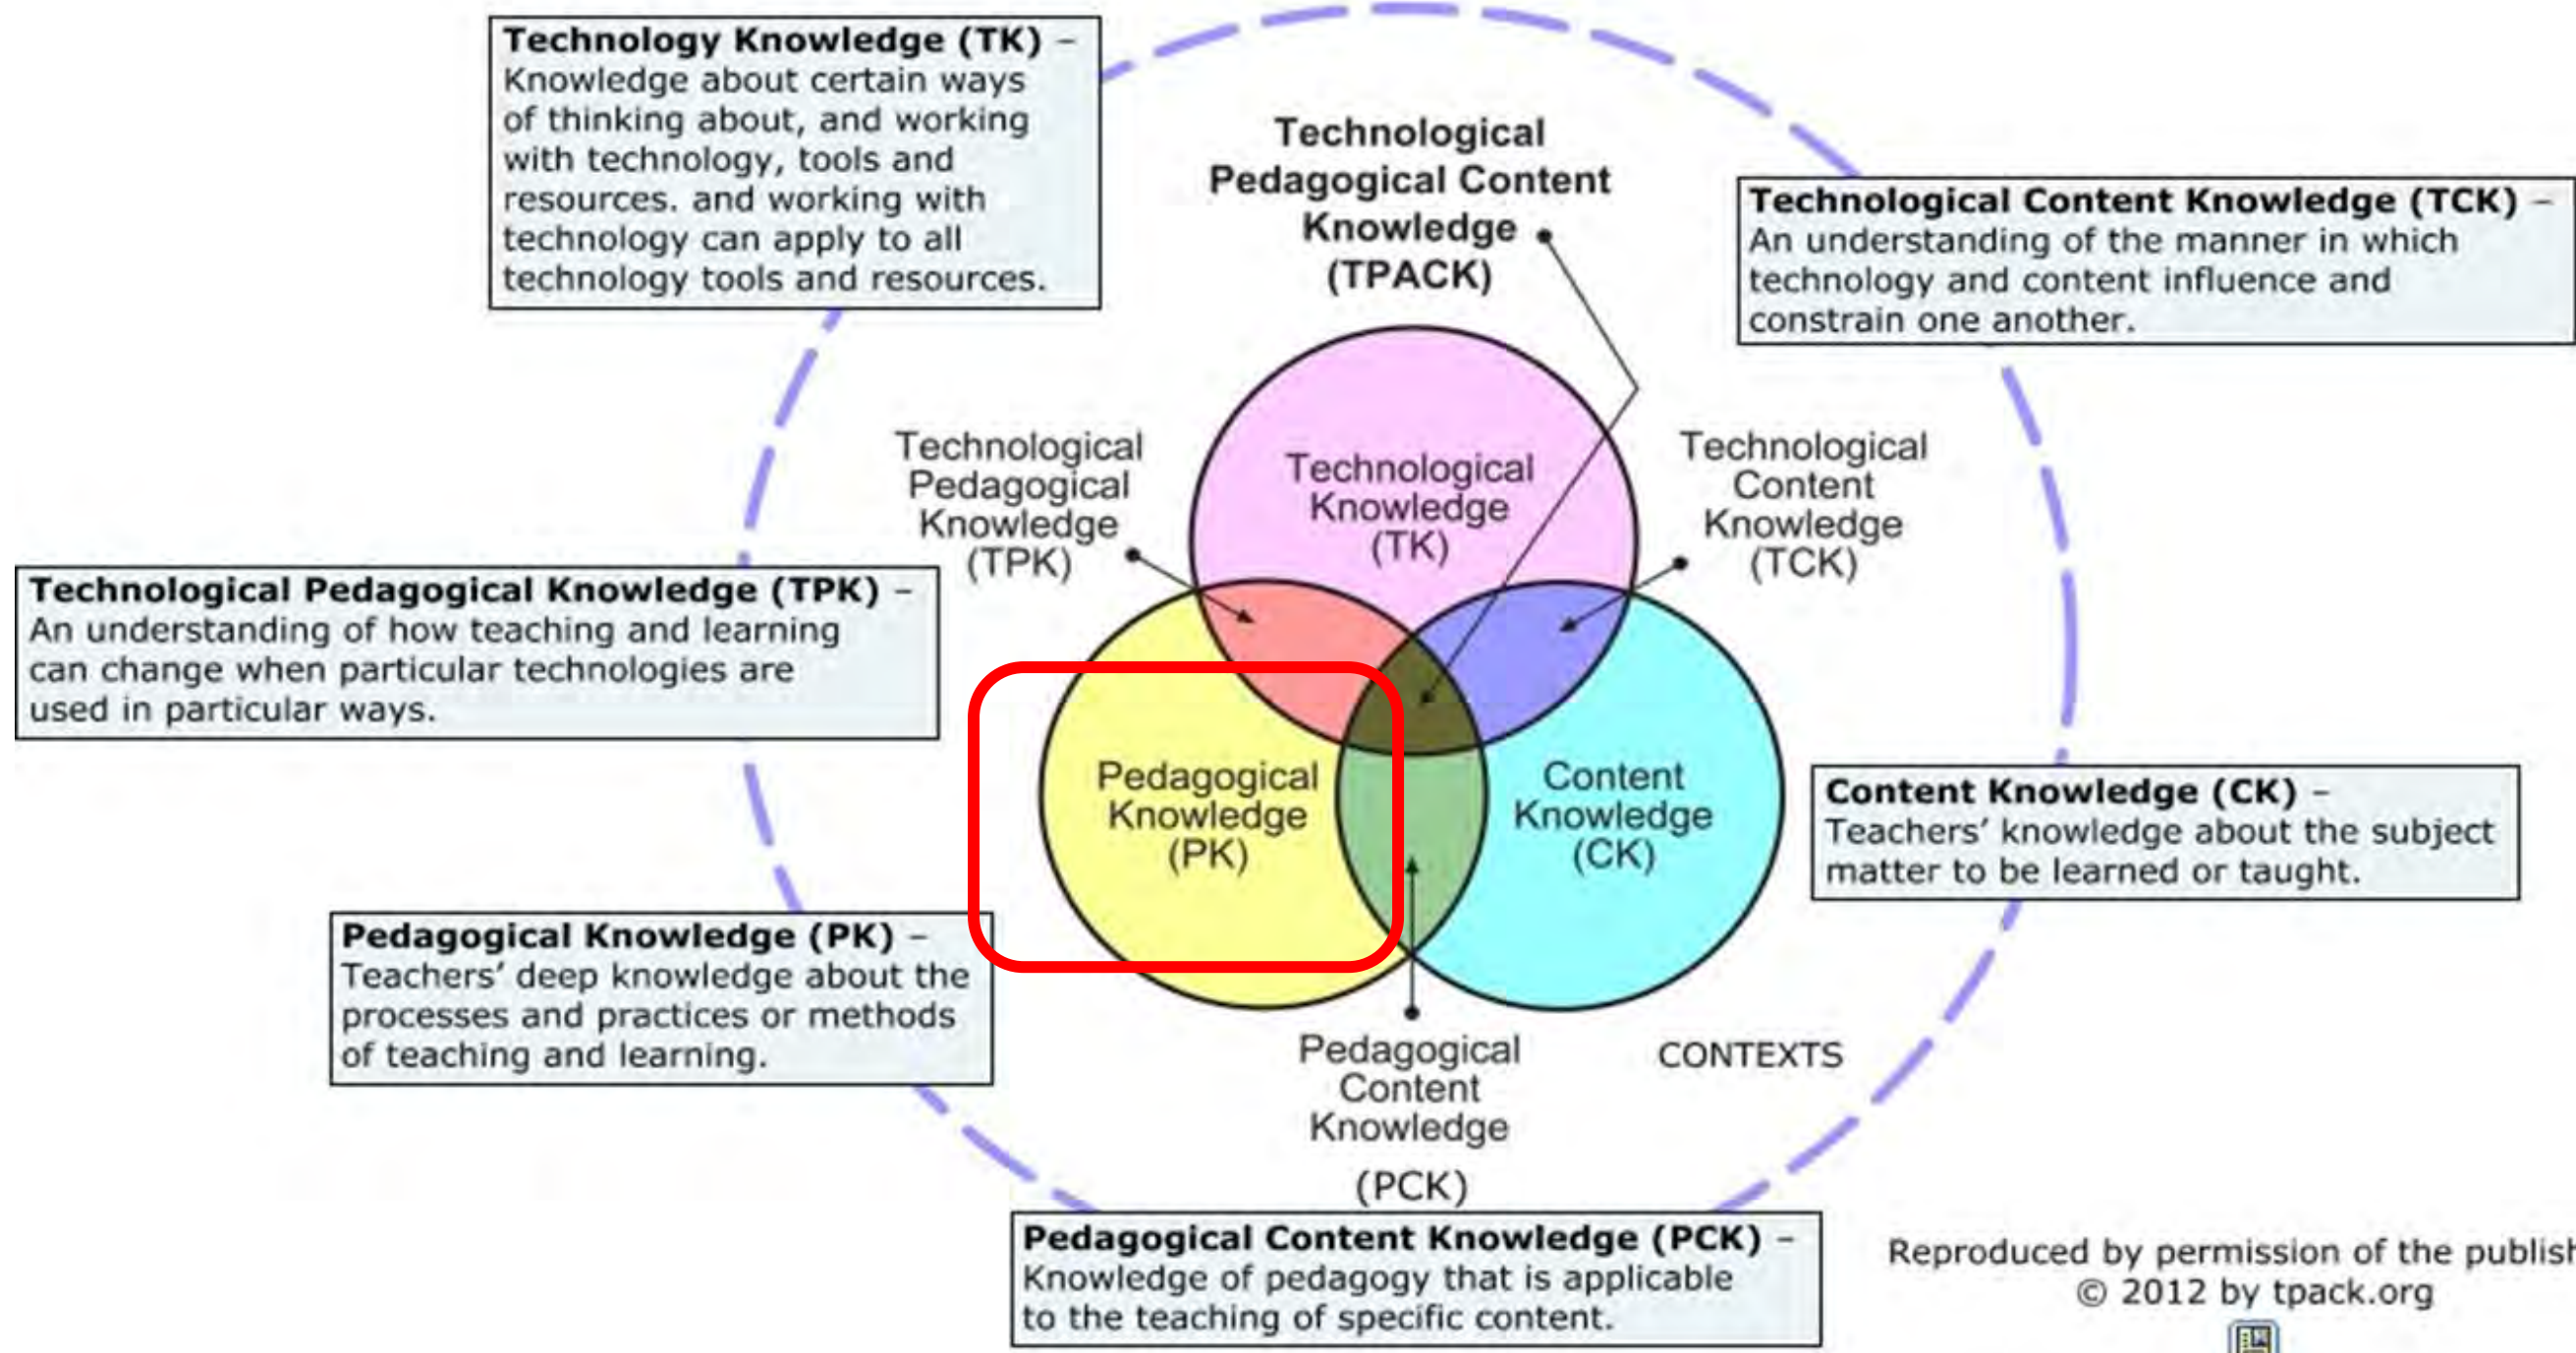 Technology Knowledge (TK) –
Knowledge about certain ways
of thinking about, and working
with technology, tools and
resources. and working with
technology can apply to all
technology tools and resources.
Technological
Pedagogical Content
Knowledge
(TPACK)
Technological Content Knowledge (TCK) –
An understanding of the manner in which
technology and content influence and
constrain one another.
Technological
Pedagogical
Knowledge
(TPK)
Technological
Knowledge
(TK)
Technological
Content
Knowledge
(TCK)
Technological Pedagogical Knowledge (TPK) –
An understanding of how teaching and learning
can change when particular technologies are
used in particular ways.
Pedagogical
Knowledge
(PK)
Content
Knowledge
(CK)
Content Knowledge (CK) –
Teachers’ knowledge about the subject
matter to be learned or taught.
Pedagogical Knowledge (PK) –
Teachers’ deep knowledge about the
processes and practices or methods
of teaching and learning.
Pedagogical
Content
Knowledge
(PCK)
CONTEXTS
Pedagogical Content Knowledge (PCK) –
Knowledge of pedagogy that is applicable
to the teaching of specific content.
Reproduced by permission of the publish
© 2012 by tpack.org